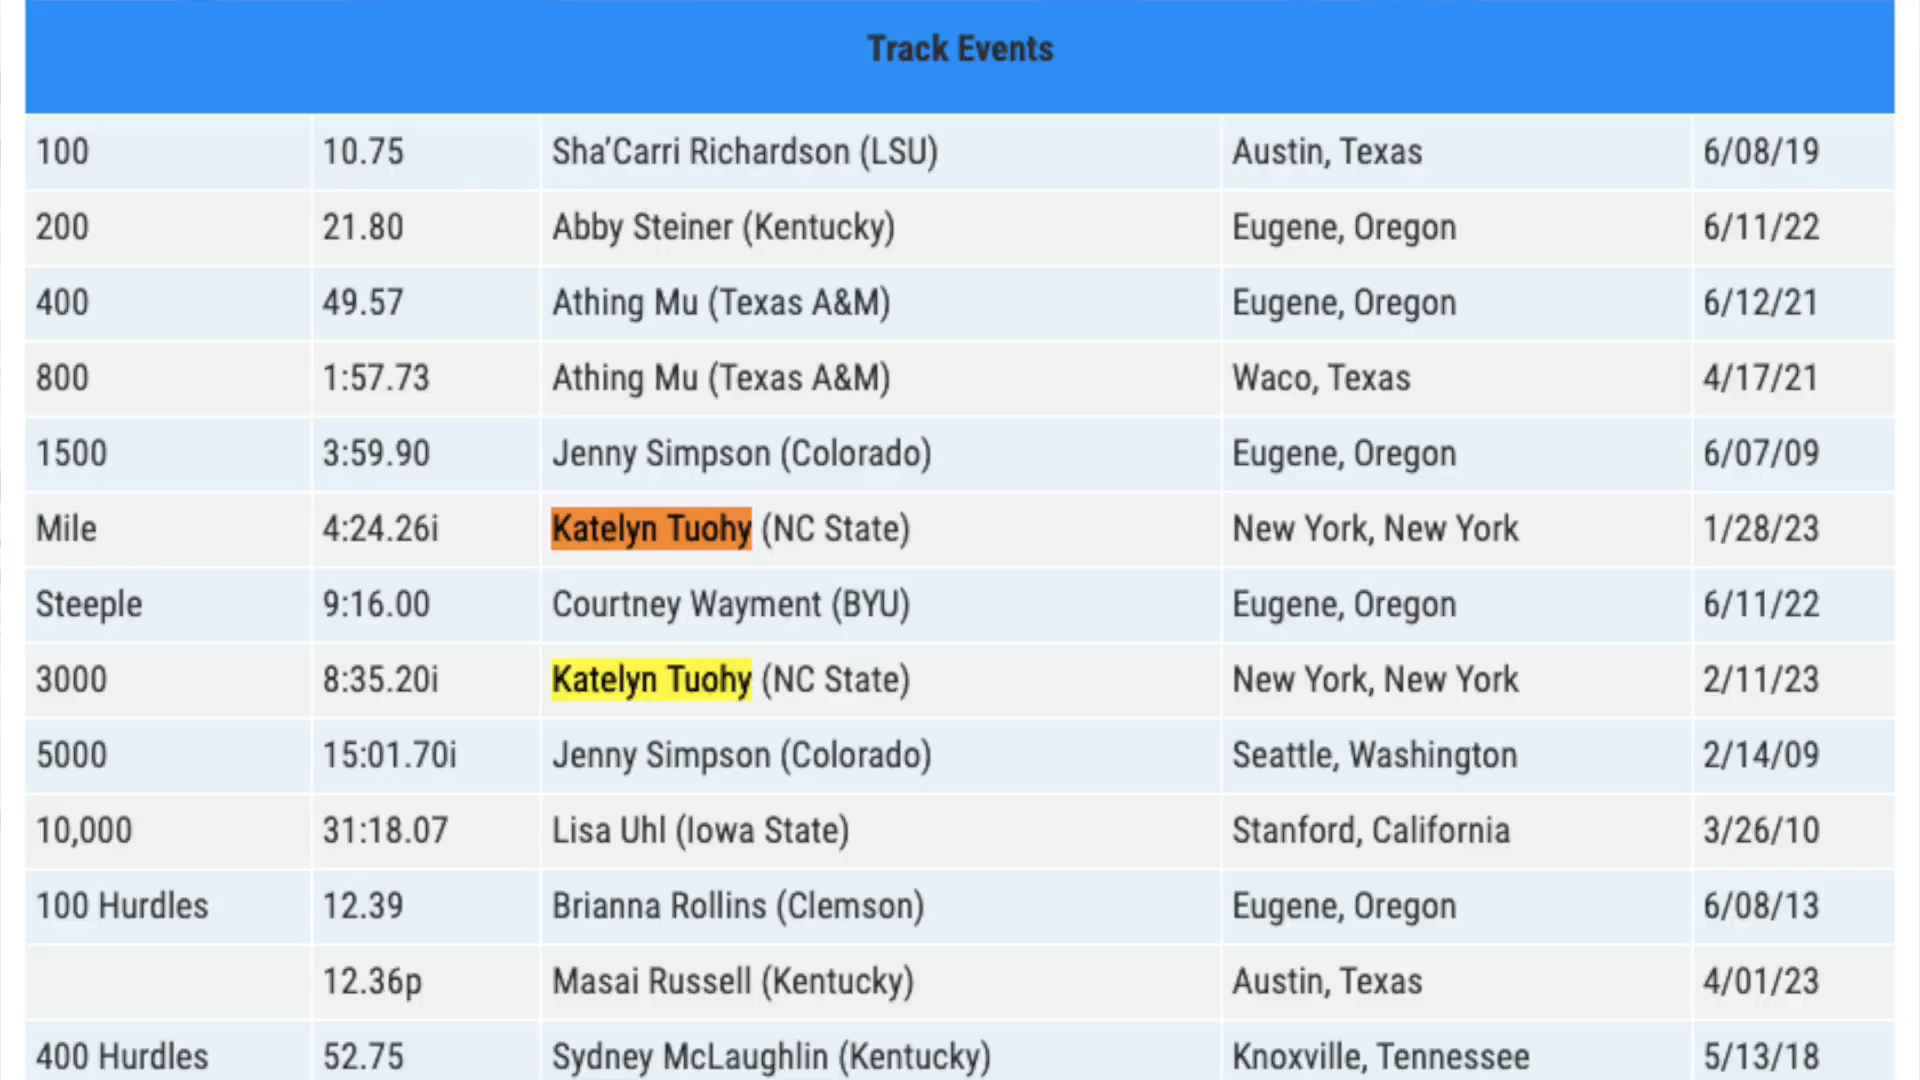 Track Events
100 10.75 Sha’Carri Richardson (LSU) Austin, Texas 6/08/19
200 21.80 Abby Steiner (Kentucky) Eugene, Oregon 6/11/22
400 49.57 Athing Mu (Texas A&M) Eugene, Oregon 6/12/21
800 1:57.73 Athing Mu (Texas A&M) Waco, Texas 4/17/21
1500 3:59.90 Jenny Simpson (Colorado) Eugene, Oregon 6/07/09
Mile 4:24.26i Katelyn Tuohy (NC State) New York, New York 1/28/23
Steeple 9:16.00 Courtney Wayment (BYU) Eugene, Oregon 6/11/22
3000 8:35.20i Katelyn Tuohy (NC State) New York, New York 2/11/23
5000 15:01.70i Jenny Simpson (Colorado) Seattle, Washington 2/14/09
10,000 31:18.07 Lisa Uhl (Iowa State) Stanford, California 3/26/10
100 Hurdles 12.39 Brianna Rollins (Clemson) Eugene, Oregon 6/08/13
12.36p Masai Russell (Kentucky) Austin, Texas 4/01/23
400 Hurdles 52.75 Sydney McLaughlin (Kentucky) Knoxville, Tennessee 5/13/18